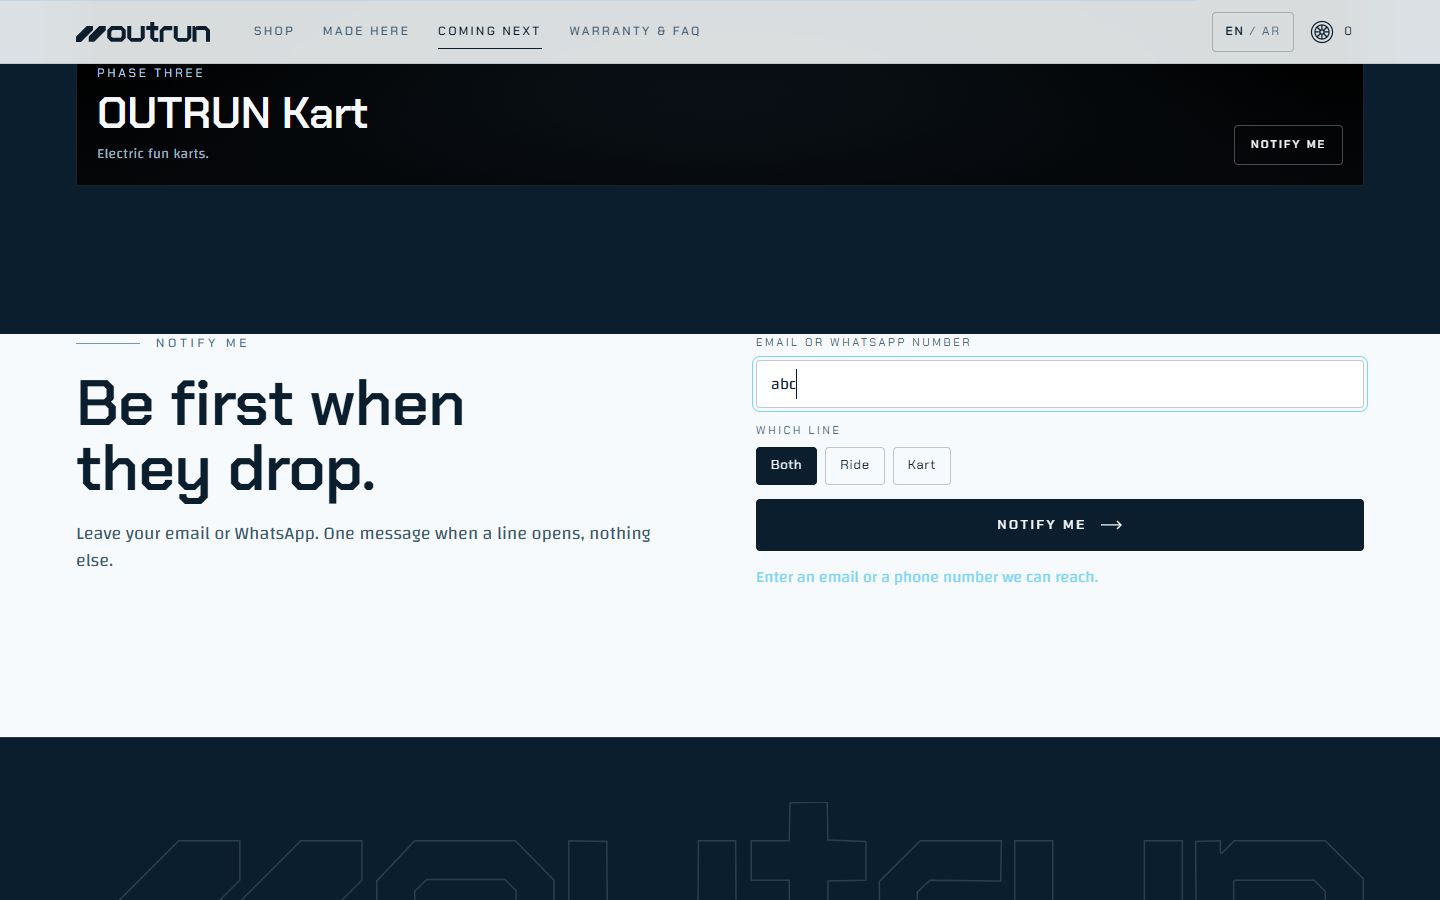 outrun
SHOP
MADE HERE
COMING NEXT
WARRANTY & FAQ
EN / AR
0
PHASE THREE
OUTRUN Kart
Electric fun karts.
NOTIFY ME
NOTIFY ME
Be first when
they drop.
Leave your email or WhatsApp. One message when a line opens, nothing
else.
EMAIL OR WHATSAPP NUMBER
abc
WHICH LINE
Both
Ride
Kart
NOTIFY ME
Enter an email or a phone number we can reach.
outrun